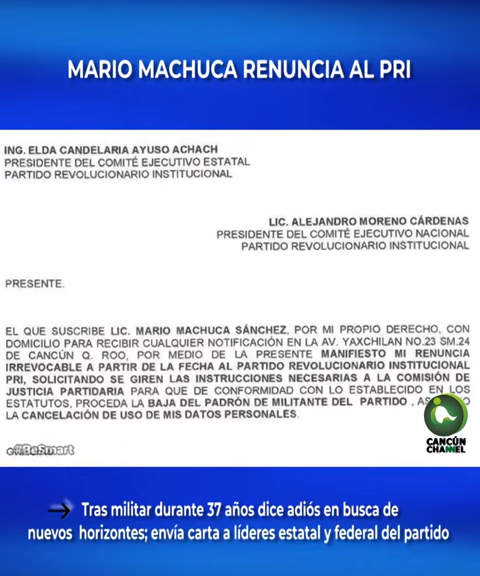 MARIO MACHUCA RENUNCIA AL PRI
ING. ELDA CANDELARIA AYUSO ACHACH
PRESIDENTE DEL COMITÉ EJECUTIVO ESTATAL
PARTIDO REVOLUCIONARIO INSTITUCIONAL
LIC. ALEJANDRO MORENO CÁRDENAS
PRESIDENTE DEL COMITÉ EJECUTIVO NACIONAL
PARTIDO REVOLUCIONARIO INSTITUCIONAL
PRESENTE.
EL QUE SUSCRIBE LIC. MARIO MACHUCA SÁNCHEZ, POR MI PROPIO DERECHO, CON
DOMICILIO PARA RECIBIR CUALQUIER NOTIFICACIÓN EN LA AV. YAXCHILAN NO.23 SM.24
DE CANCÚN Q. ROO, POR MEDIO DE LA PRESENTE MANIFIESTO MI RENUNCIA
IRREVOCABLE A PARTIR DE LA FECHA AL PARTIDO REVOLUCIONARIO INSTITUCIONAL
PRI, SOLICITANDO SE GIREN LAS INSTRUCCIONES NECESARIAS A LA COMISIÓN DE
JUSTICIA PARTIDARIA PARA QUE DE CONFORMIDAD CON LO ESTABLECIDO EN LOS
ESTATUTOS, PROCEDA LA BAJA DEL PADRÓN DE MILITANTE DEL PARTIDO ,
LA CANCELACIÓN DE USO DE MIS DATOS PERSONALES.
#BeSmart
CANCÚN
CHANNEL
Tras militar durante 37 años dice adiós en busca de
nuevos horizontes; envía carta a líderes estatal y federal del partido